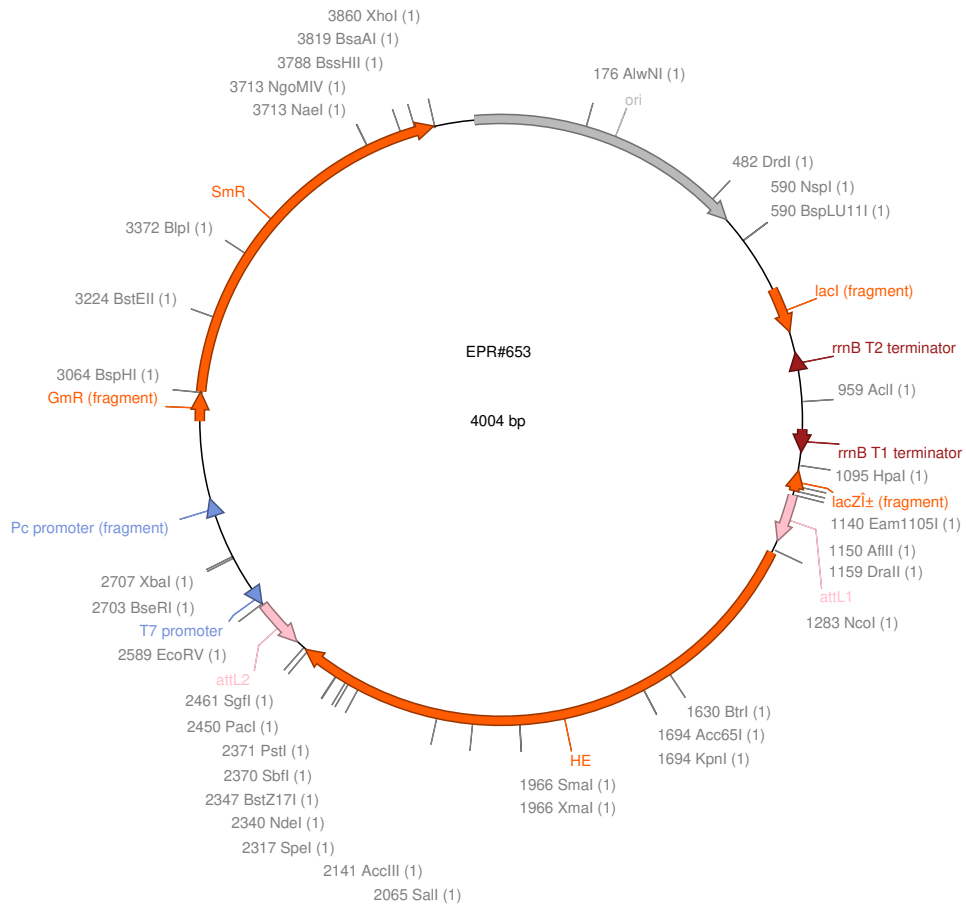 3860 XhoI (1)
3819 BsaAI (1)
3788 BssHII (1)
3713 NgoMIV (1)
3713 NaeI (1)
176 AlwNI (1)
ori
482 DrdI (1)
590 NspI (1)
590 BspLU11I (1)
SmR
3372 BlpI (1)
3224 BstEII (1)
lacI (fragment)
EPR#653
rrnB T2 terminator
3064 BspHI (1)
GmR (fragment)
959 AclI (1)
4004 bp
rrnB T1 terminator
1095 HpaI (1)
lacZÎ± (fragment)
1140 Eam1105I (1)
1150 AflIII (1)
1159 DraII (1)
attL1
1283 NcoI (1)
Pc promoter (fragment)
2707 XbaI (1)
2703 BseRI (1)
T7 promoter
2589 EcoRV (1)
attL2
2461 SgfI (1)
2450 PacI (1)
2371 PstI (1)
2370 SbfI (1)
2347 BstZ17I (1)
2340 NdeI (1)
2317 SpeI (1)
2141 AccIII (1)
2065 SalI (1)
1630 BtrI (1)
1694 Acc65I (1)
1694 KpnI (1)
HE
1966 SmaI (1)
1966 XmaI (1)